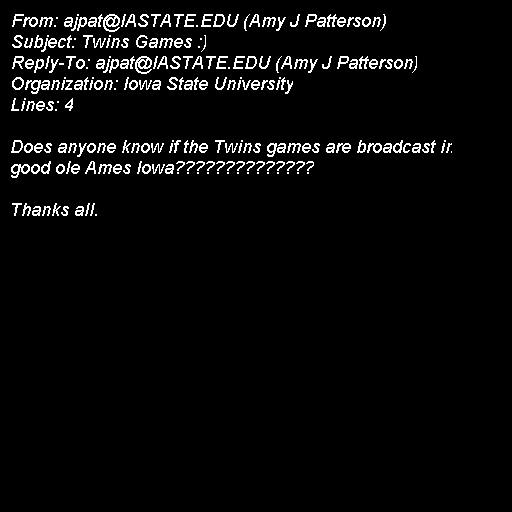 From: ajpat@IASTATE.EDU (Amy J Patterson)
Subject: Twins Games :)
Reply-To: ajpat@IASTATE.EDU (Amy J Patterson)
Organization: Iowa State University
Lines: 4

Does anyone know if the Twins games are broadcast in
good ole Ames Iowa??????????????

Thanks all.